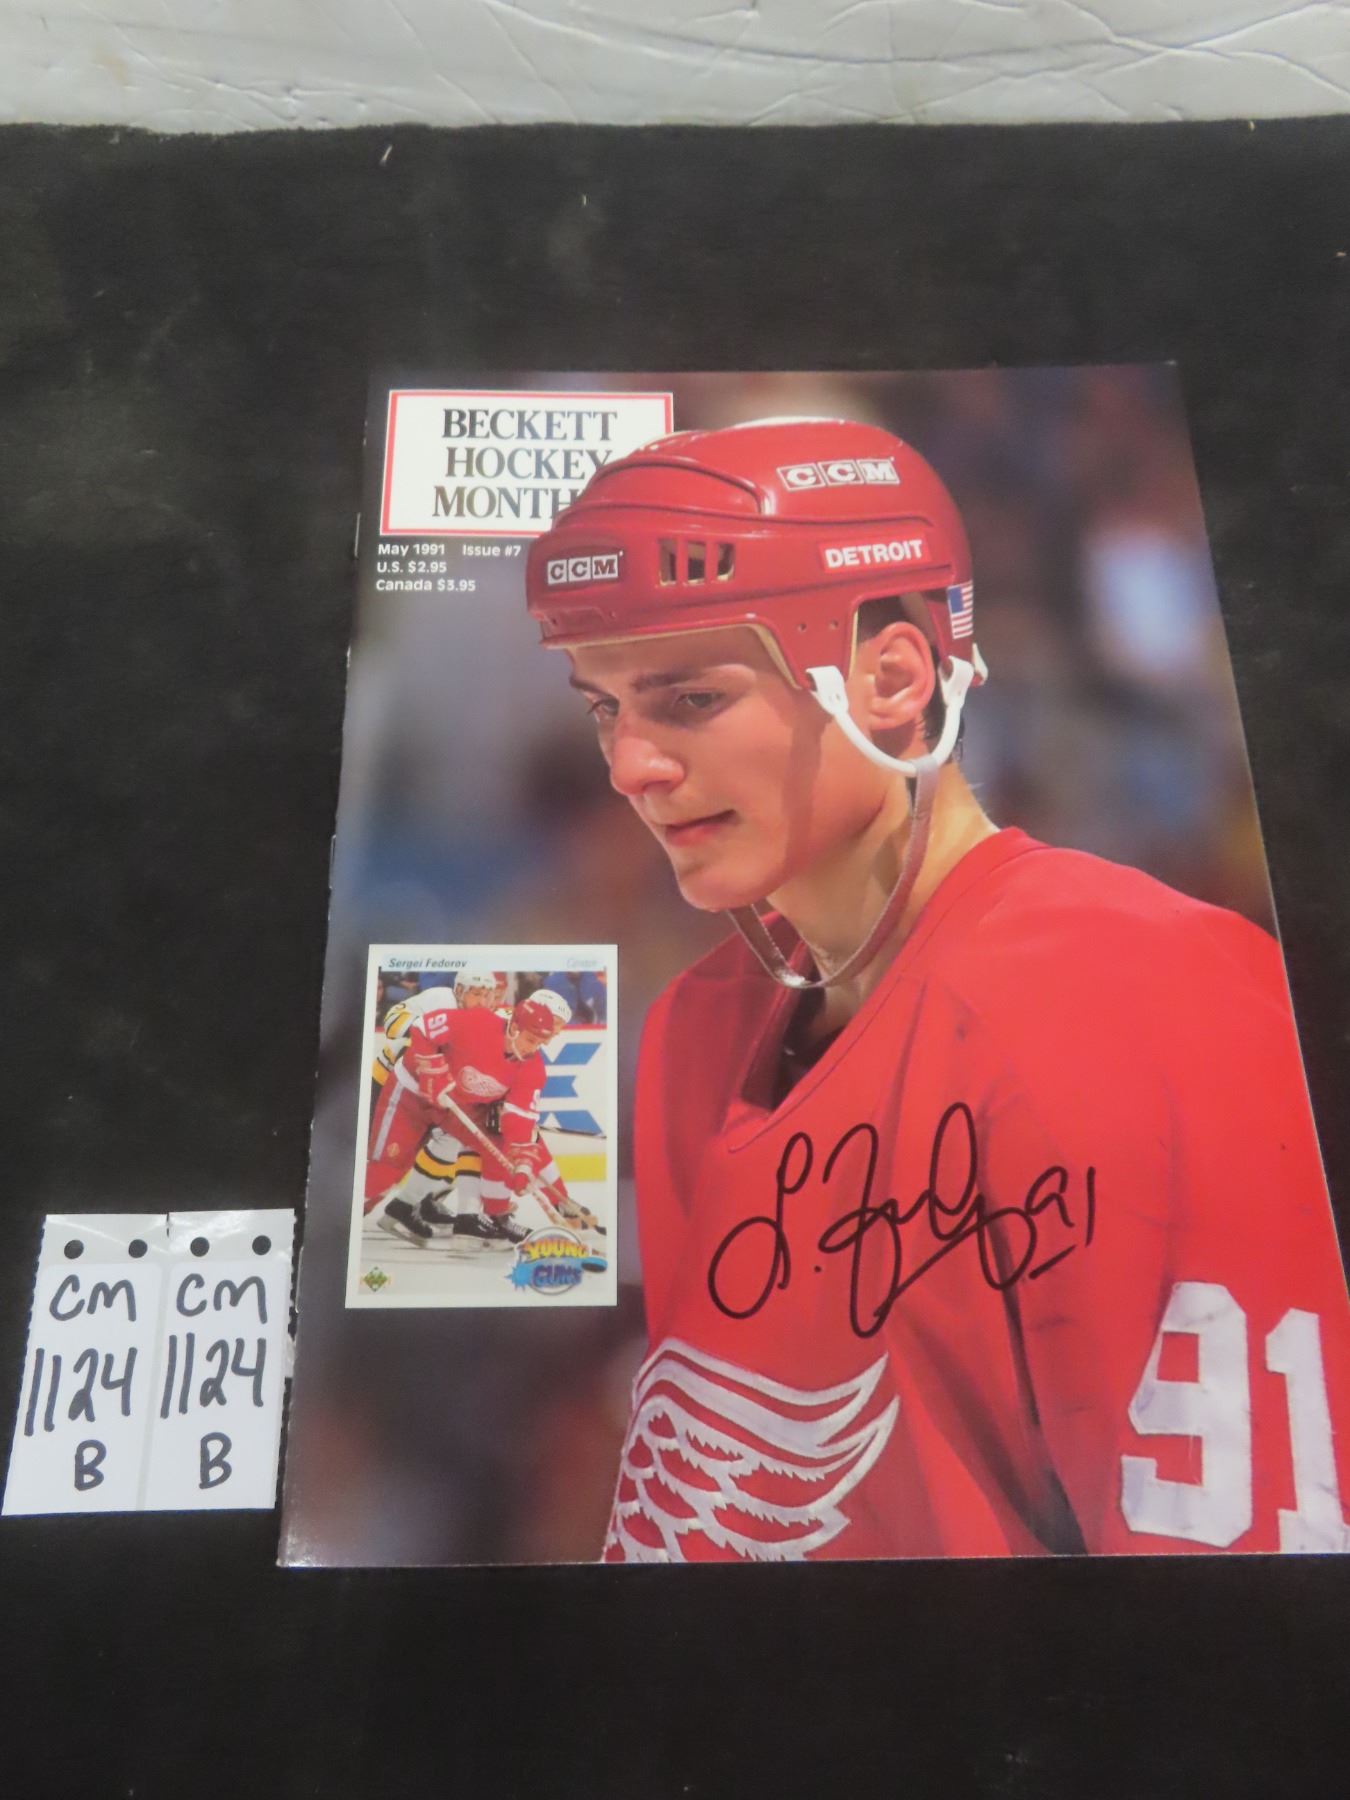 BECKETT
HOCKEY
MONTH
May 1991 Issue #7
U.S. $2.95
Canada $3.95
CCM
CCM
DETROIT
Sergei Fedorov Center
91
YOUNG
GUNS
S. Fedorov 91
91
CM CM
1124 1124
B B